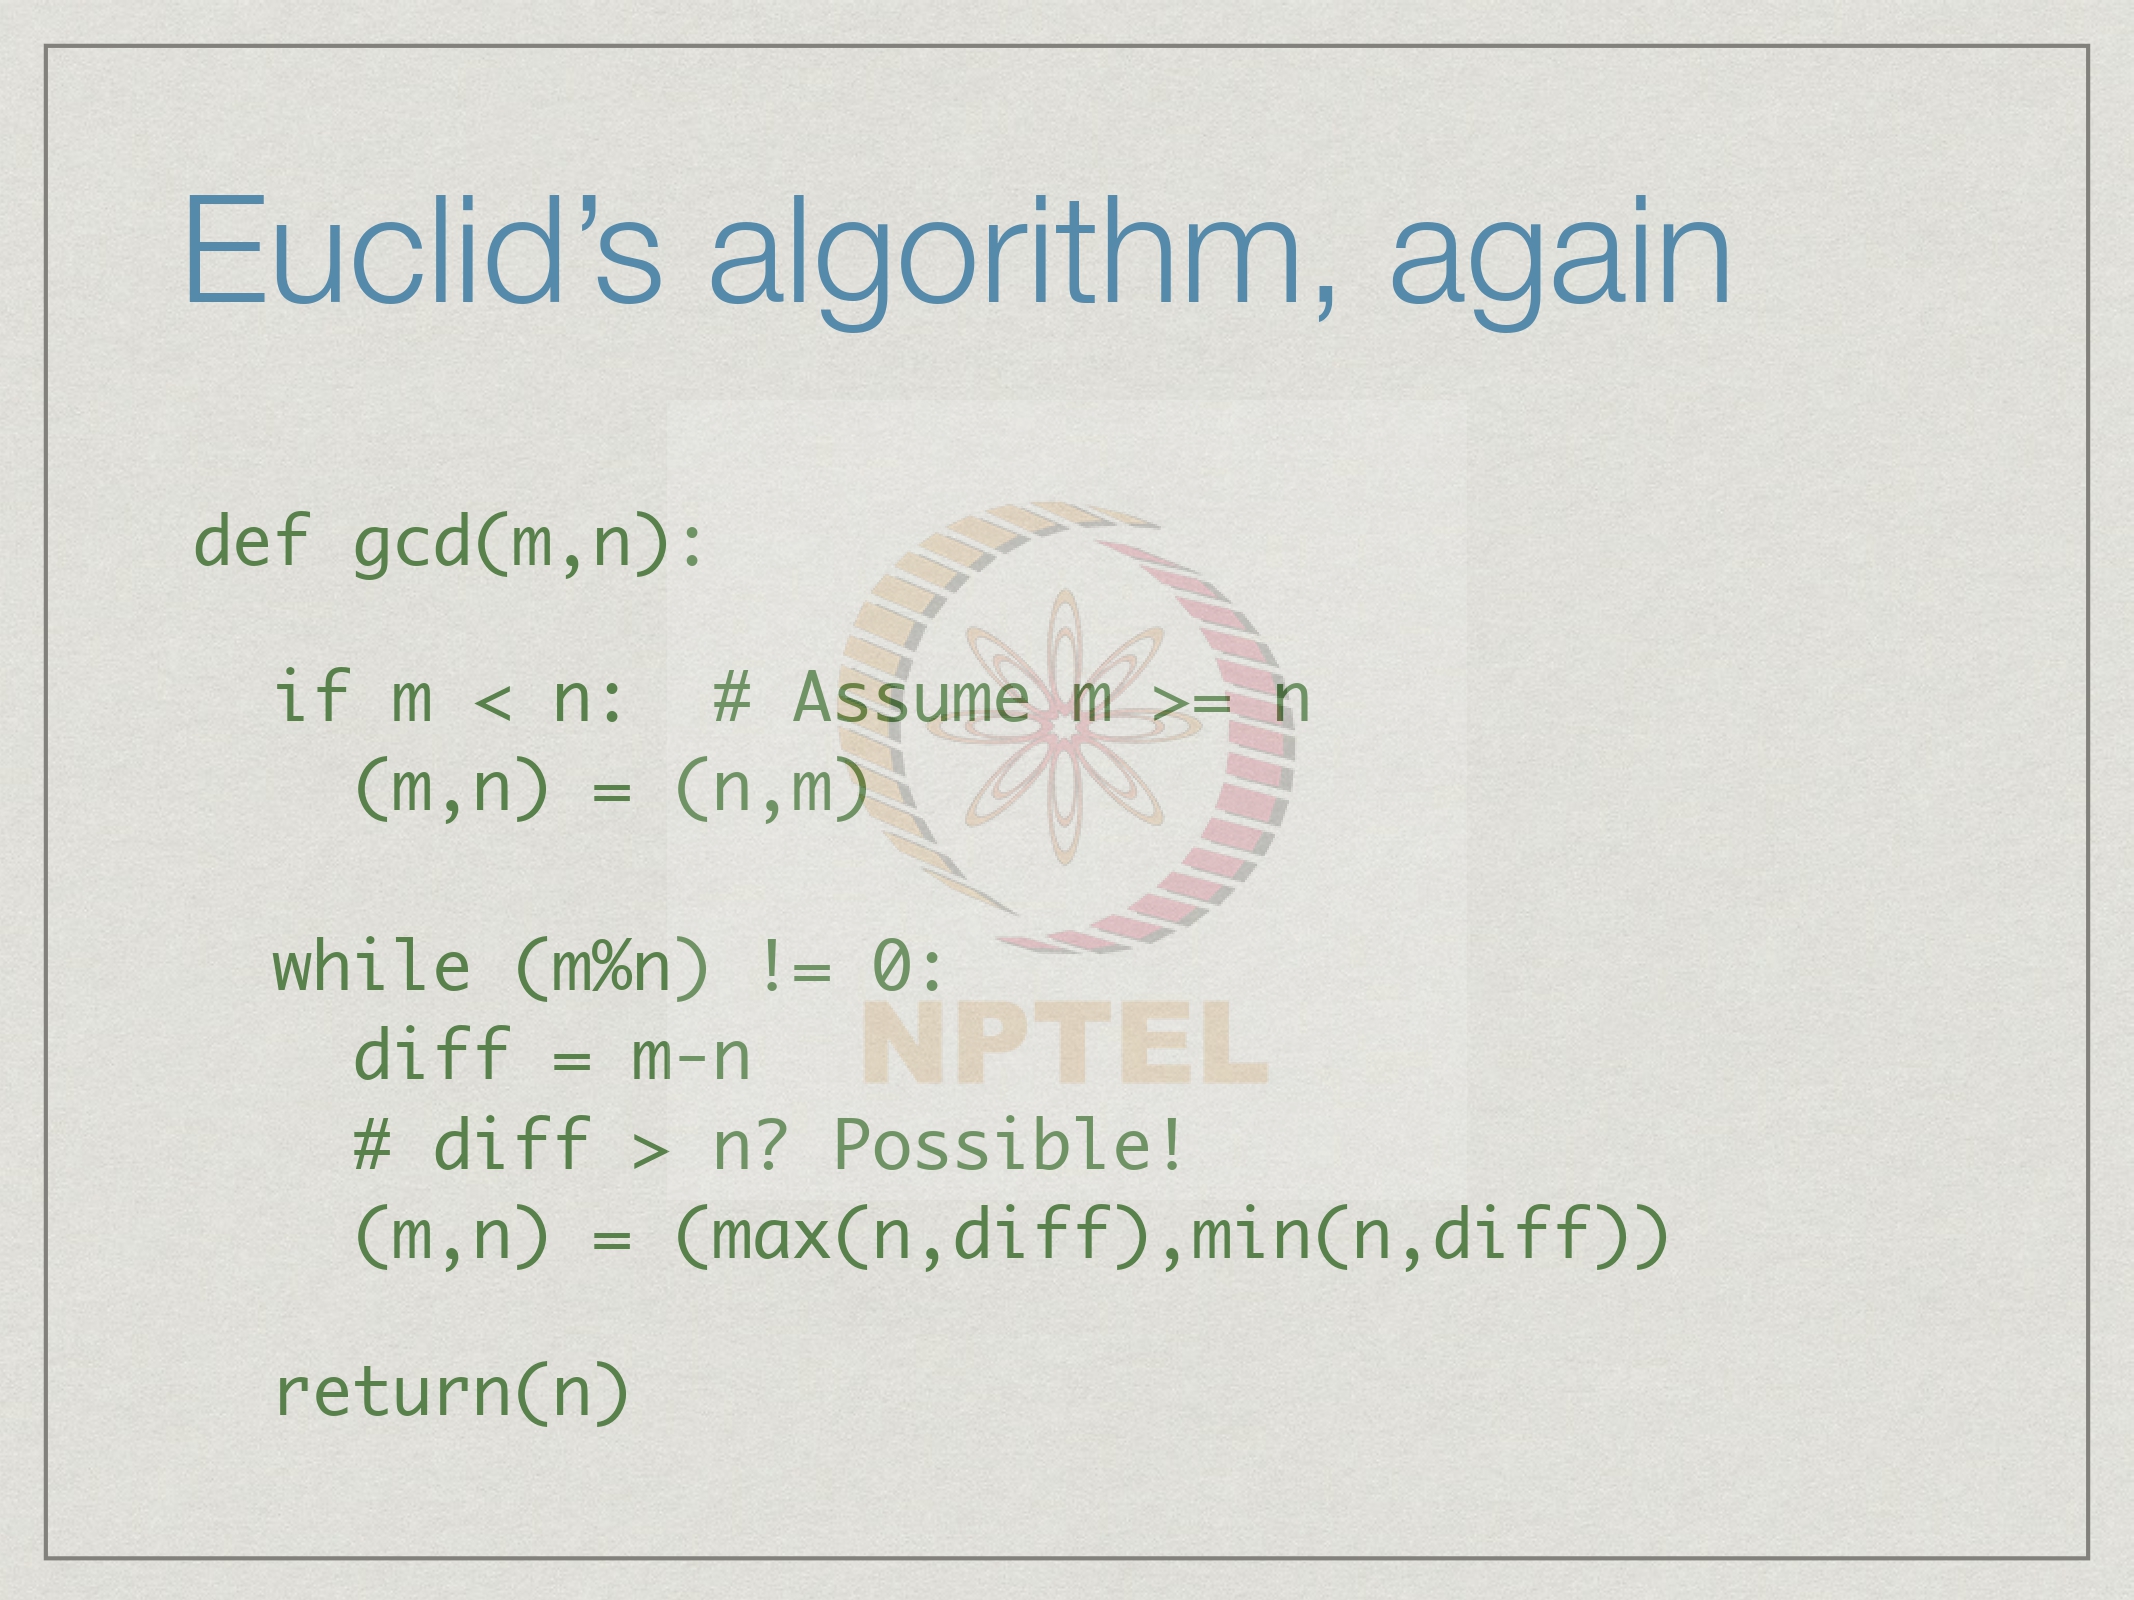 Euclid’s algorithm, again
def gcd(m,n):
if m < n:  # Assume m >= n
(m,n) = (n,m)
while (m%n) != 0:
diff = m-n
# diff > n? Possible!
(m,n) = (max(n,diff),min(n,diff))
return(n)
NPTEL